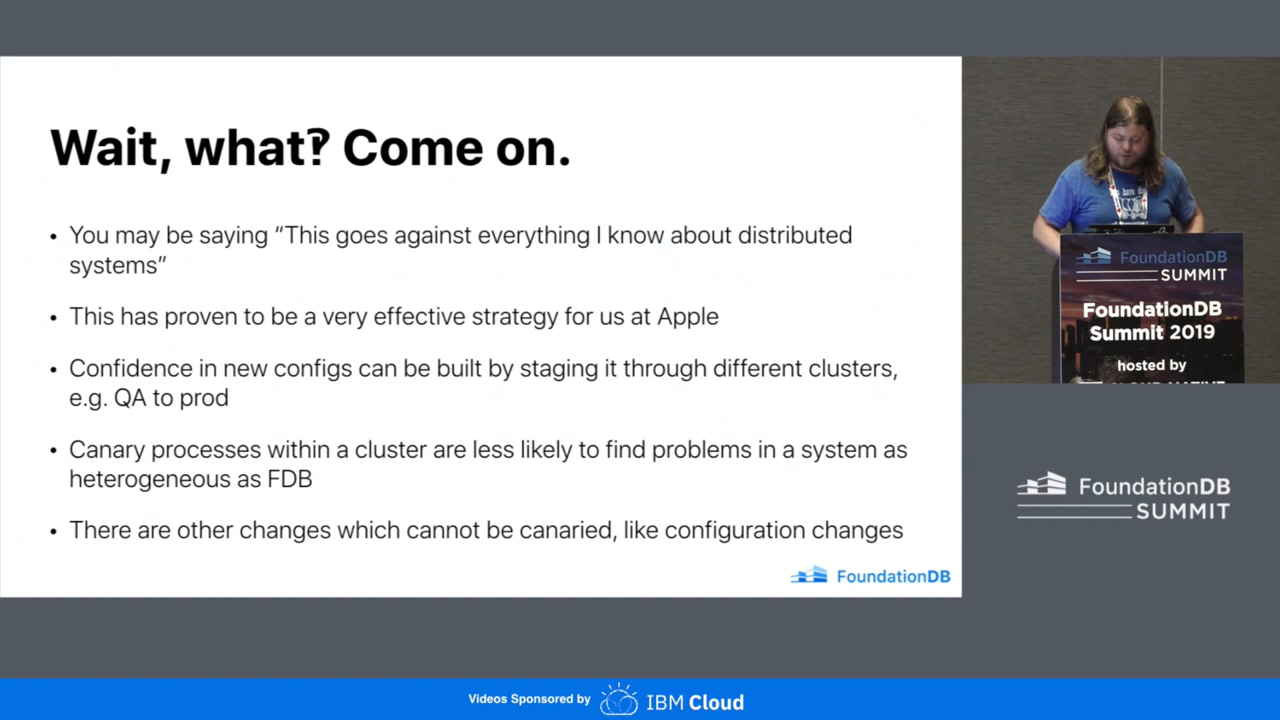 Wait, what‽ Come on.
• You may be saying “This goes against everything I know about distributed
systems”
• This has proven to be a very effective strategy for us at Apple
• Confidence in new configs can be built by staging it through different clusters,
e.g. QA to prod
• Canary processes within a cluster are less likely to find problems in a system as
heterogeneous as FDB
• There are other changes which cannot be canaried, like configuration changes
FoundationDB
FoundationDB
SUMMIT
FoundationDB
Summit 2019
hosted by
FoundationDB
SUMMIT
Videos Sponsored by IBM Cloud